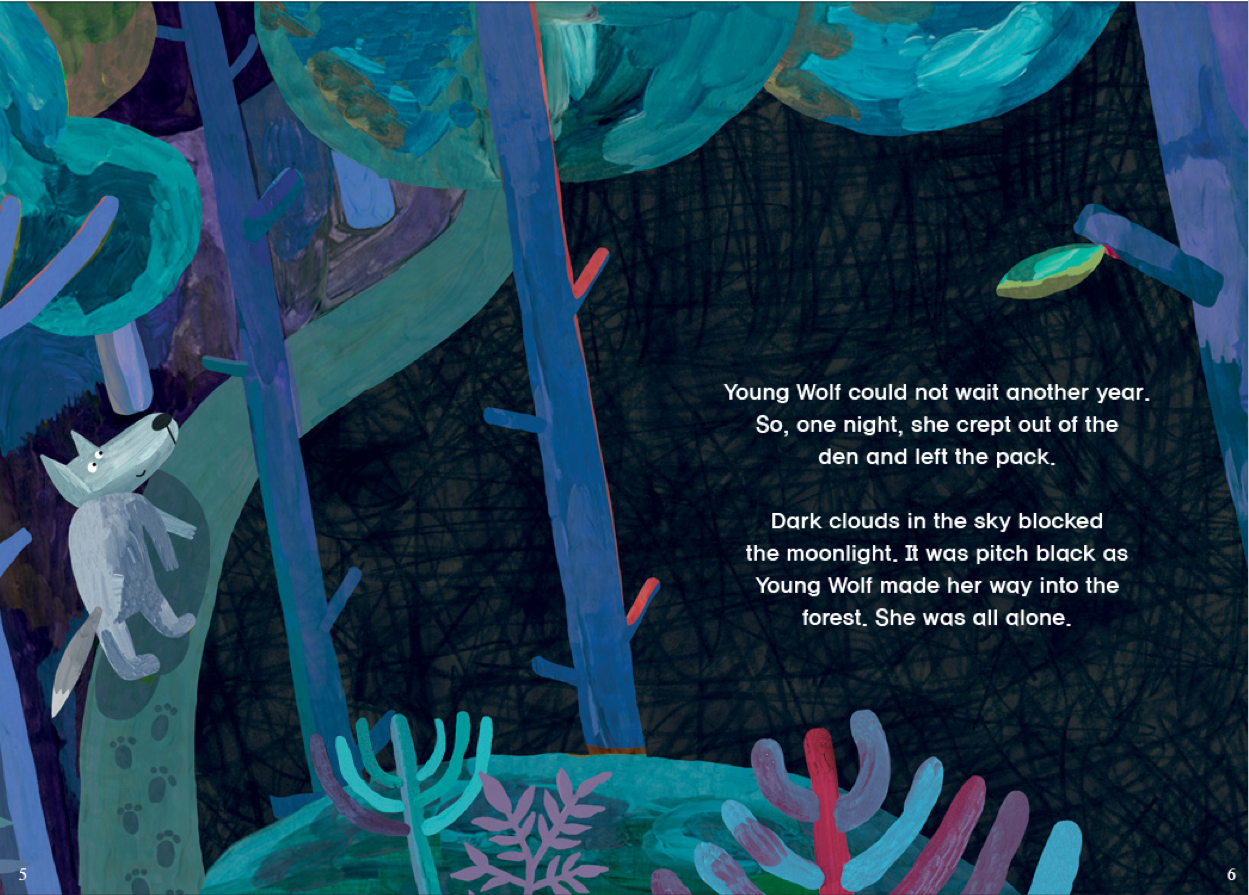 Young Wolf could not wait another year.
So, one night, she crept out of the
den and left the pack.
Dark clouds in the sky blocked
the moonlight. It was pitch black as
Young Wolf made her way into the
forest. She was all alone.
5
6